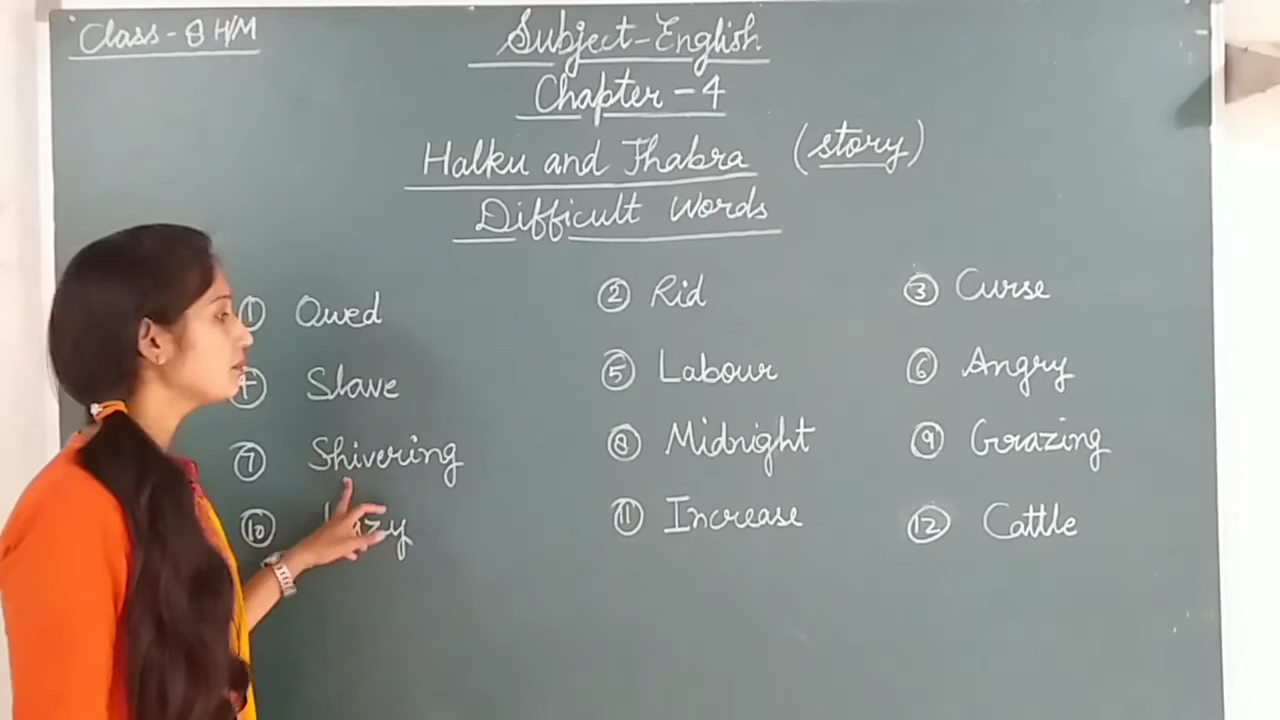 Class - 8 H/M
Subject - English
Chapter - 4
Halku and Jhabra (story)
Difficult Words
① Owed ② Rid ③ Curse
④ Slave ⑤ Labour ⑥ Angry
⑦ Shivering ⑧ Midnight ⑨ Grazing
⑩ Lazy ⑪ Increase ⑫ Cattle